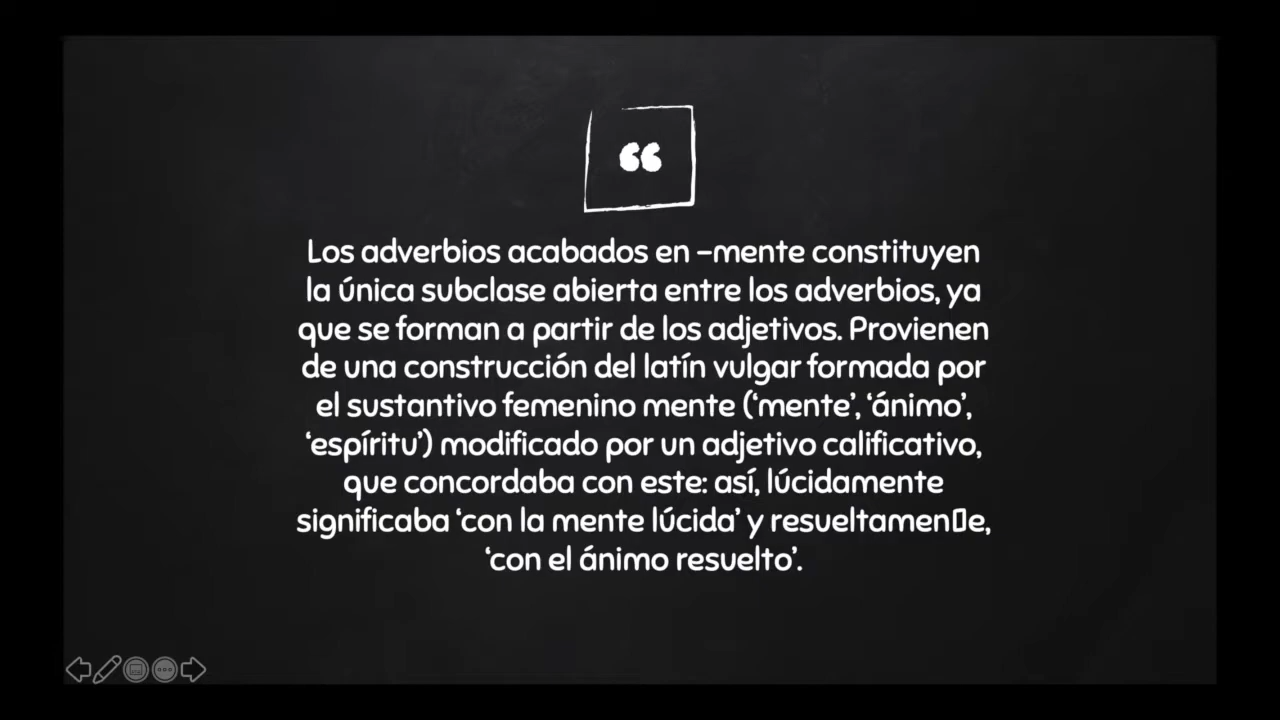 “
Los adverbios acabados en –mente constituyen
la única subclase abierta entre los adverbios, ya
que se forman a partir de los adjetivos. Provienen
de una construcción del latín vulgar formada por
el sustantivo femenino mente (‘mente’, ‘ánimo’,
‘espíritu’) modificado por un adjetivo calificativo,
que concordaba con este: así, lúcidamente
significaba ‘con la mente lúcida’ y resueltamen▯e,
‘con el ánimo resuelto’.